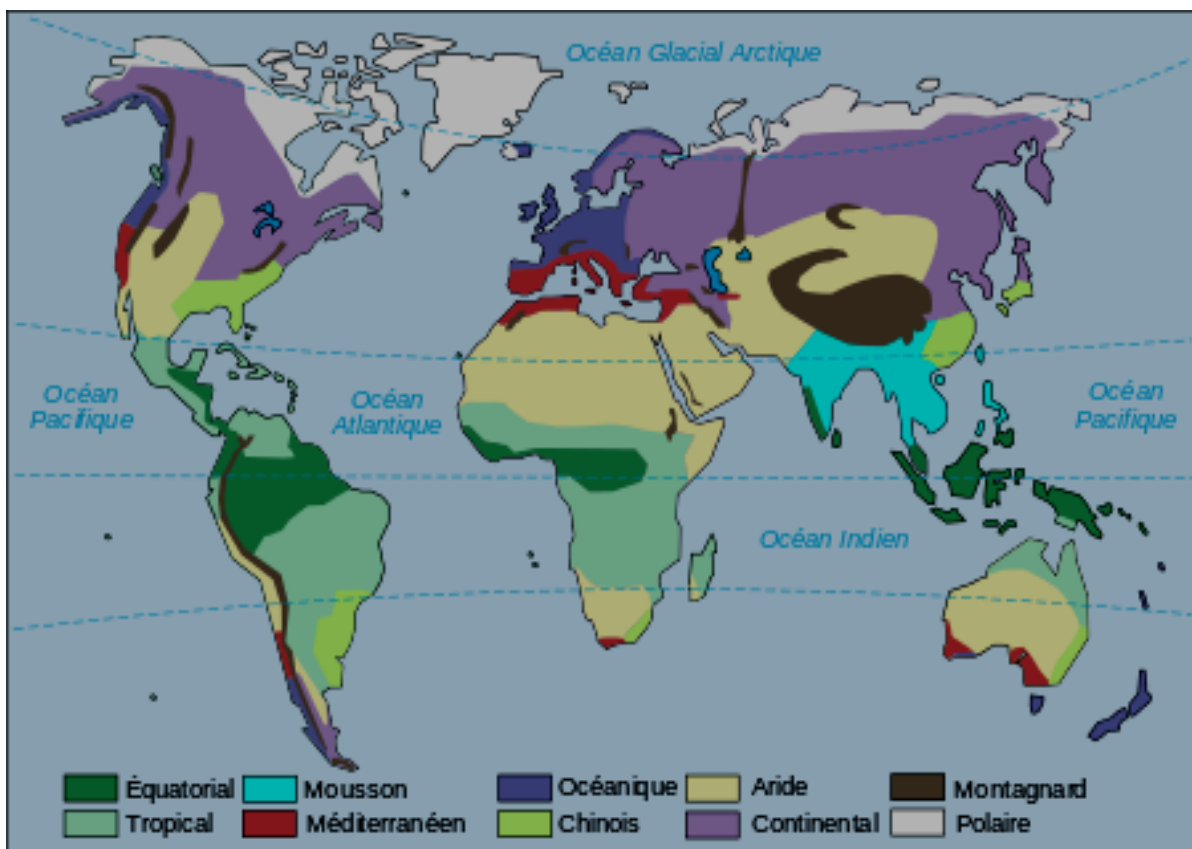 Océan Glacial Arctique
Océan
Pacifique
Océan
Atlantique
Océan
Pacifique
Océan Indien
Équatorial
Mousson
Océanique
Aride
Montagnard
Tropical
Méditerranéen
Chinois
Continental
Polaire